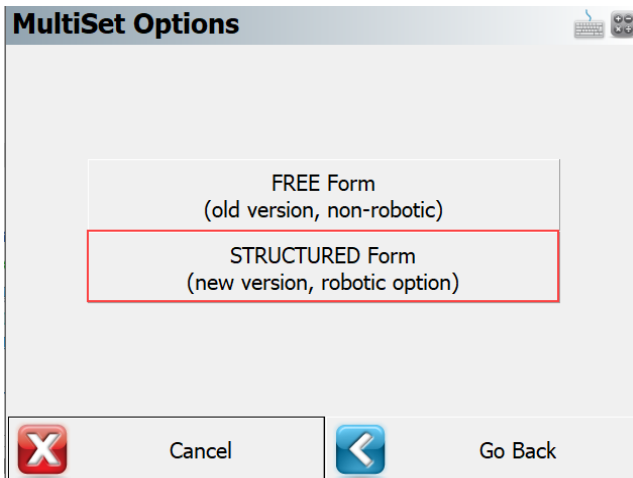 MultiSet Options
FREE Form
(old version, non-robotic)
STRUCTURED Form
(new version, robotic option)
Cancel
Go Back